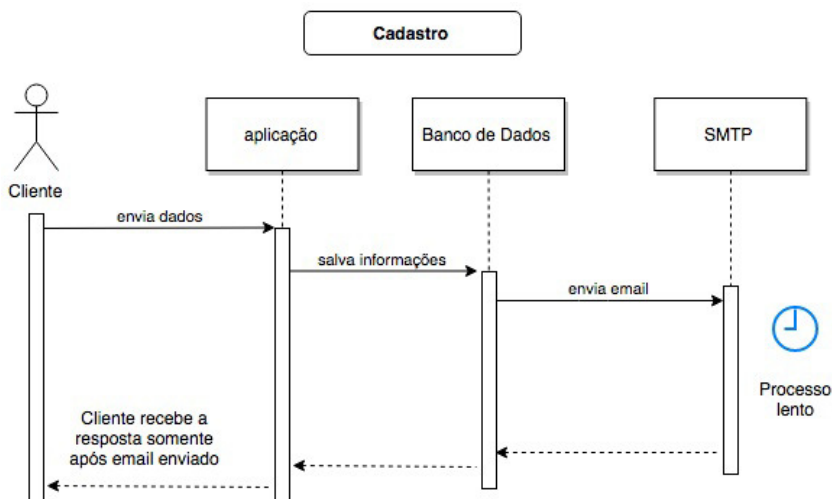 Cadastro
aplicação
Banco de Dados
SMTP
Cliente
envia dados
salva informações
envia email
Processo
lento
Cliente recebe a
resposta somente
após email enviado